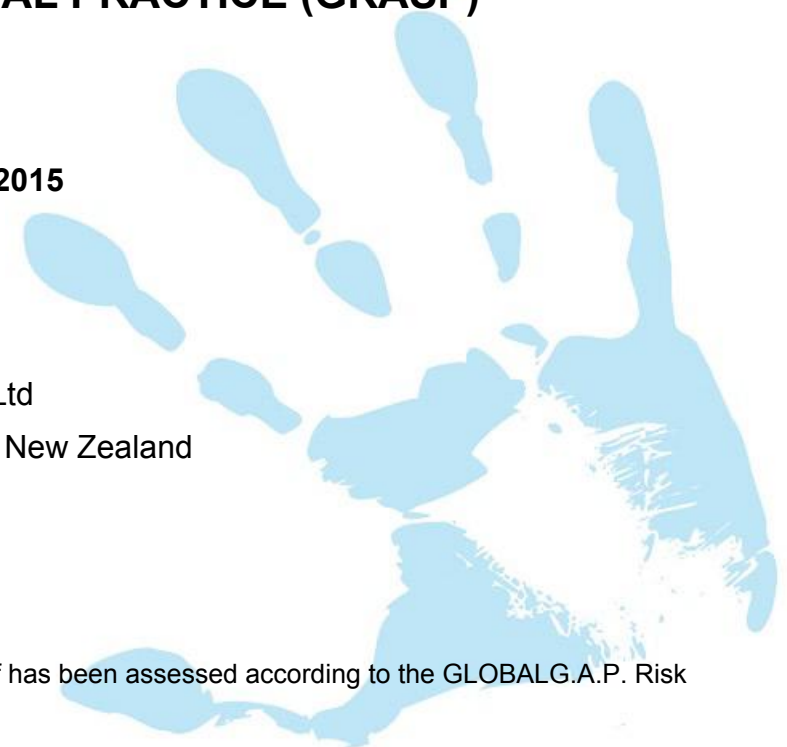 AL PRACTICE (GRASP)
2015
Ltd
New Zealand
has been assessed according to the GLOBALG.A.P. Risk